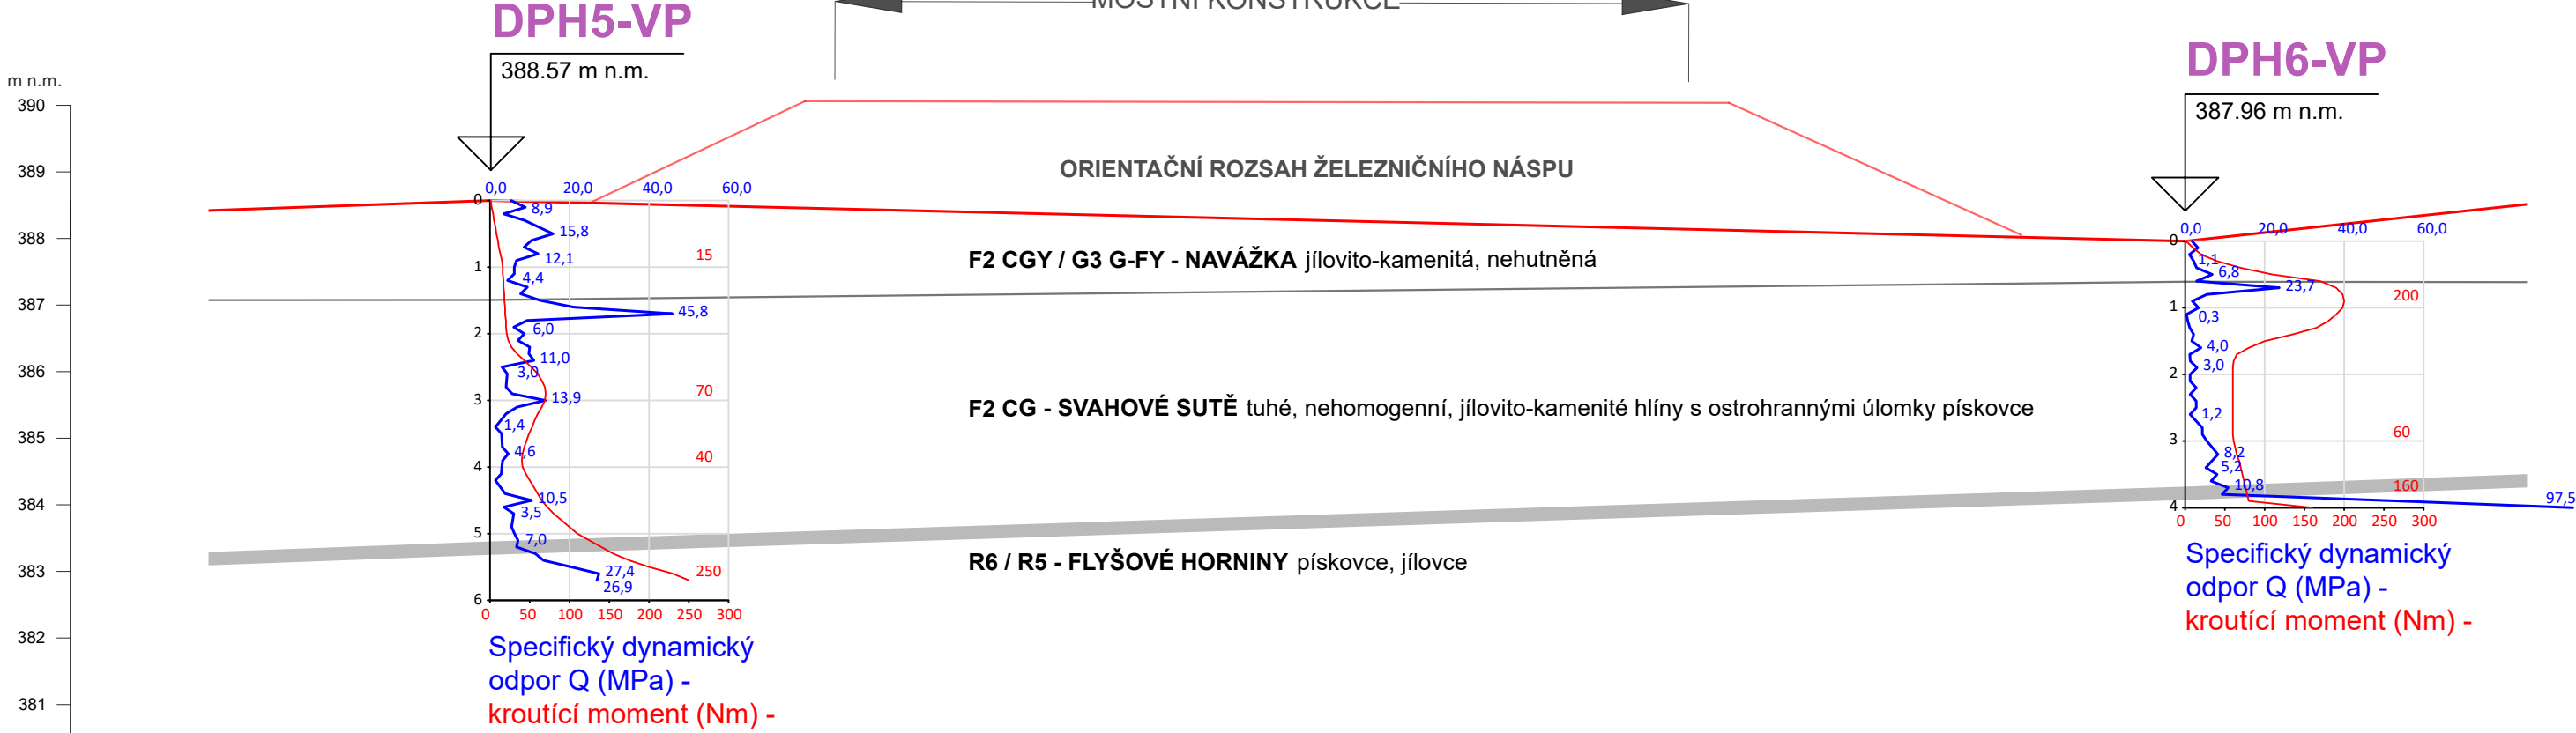 MOSTNÍ KONSTRUKCE
DPH5-VP
388.57 m n.m.
DPH6-VP
387.96 m n.m.
m n.m.
390
389
388
387
386
385
384
383
382
381
ORIENTAČNÍ ROZSAH ŽELEZNIČNÍHO NÁSPU
F2 CGY / G3 G-FY - NAVÁŽKA jílovito-kamenitá, nehutněná
F2 CG - SVAHOVÉ SUTĚ tuhé, nehomogenní, jílovito-kamenité hlíny s ostrohrannými úlomky pískovce
R6 / R5 - FLYŠOVÉ HORNINY pískovce, jílovce
0,0 20,0 40,0 60,0
0
1
2
3
4
5
6
8,9
15,8
12,1
4,4
45,8
6,0
11,0
3,0
13,9
1,4
4,6
10,5
3,5
7,0
27,4
26,9
15
70
40
250
0 50 100 150 200 250 300
Specifický dynamický
odpor Q (MPa) -
kroutící moment (Nm) -
0,0 20,0 40,0 60,0
0
1
2
3
4
1,1
6,8
23,7
0,3
4,0
3,0
1,2
8,2
5,2
10,8
97,5
200
60
160
0 50 100 150 200 250 300
Specifický dynamický
odpor Q (MPa) -
kroutící moment (Nm) -